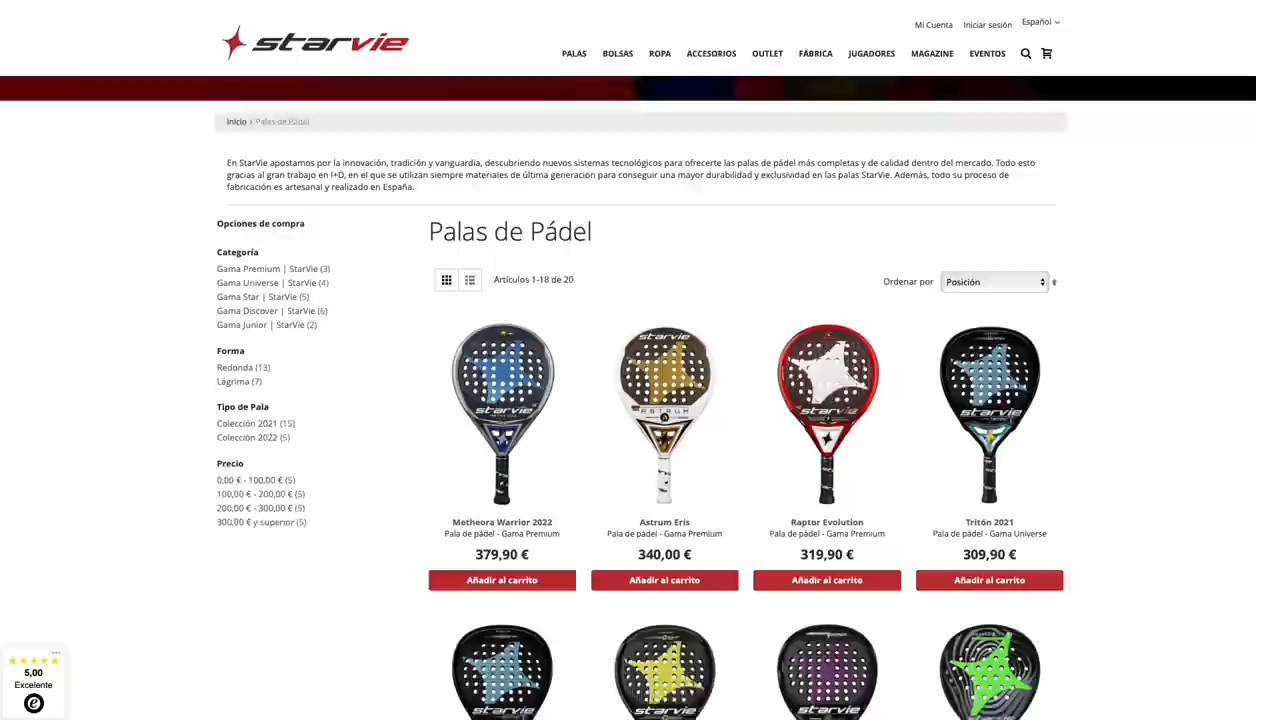 Mi Cuenta Iniciar sesión Español
starvie
PALAS BOLSAS ROPA ACCESORIOS OUTLET FÁBRICA JUGADORES MAGAZINE EVENTOS
Inicio › Palas de Pádel
En StarVie apostamos por la innovación, tradición y vanguardia, descubriendo nuevos sistemas tecnológicos para ofrecerte las palas de pádel más completas y de calidad dentro del mercado. Todo esto
gracias al gran trabajo en I+D, en el que se utilizan siempre materiales de última generación para conseguir una mayor durabilidad y exclusividad en las palas StarVie. Además, todo su proceso de
fabricación es artesanal y realizado en España.
Opciones de compra
Categoría
Gama Premium | StarVie (3)
Gama Universe | StarVie (4)
Gama Star | StarVie (5)
Gama Discover | StarVie (6)
Gama Junior | StarVie (2)
Forma
Redonda (13)
Lágrima (7)
Tipo de Pala
Colección 2021 (15)
Colección 2022 (5)
Precio
0,00 € - 100,00 € (5)
100,00 € - 200,00 € (5)
200,00 € - 300,00 € (5)
300,00 € y superior (5)
Palas de Pádel
Artículos 1-18 de 20
Ordenar por Posición
starvie
starvie
ASTRUM
starvie
starvie
Metheora Warrior 2022
Pala de pádel - Gama Premium
379,90 €
Añadir al carrito
Astrum Eris
Pala de pádel - Gama Premium
340,00 €
Añadir al carrito
Raptor Evolution
Pala de pádel - Gama Premium
319,90 €
Añadir al carrito
Tritón 2021
Pala de pádel - Gama Universe
309,90 €
Añadir al carrito
starvie
starvie
starvie
starvie
5,00
Excelente